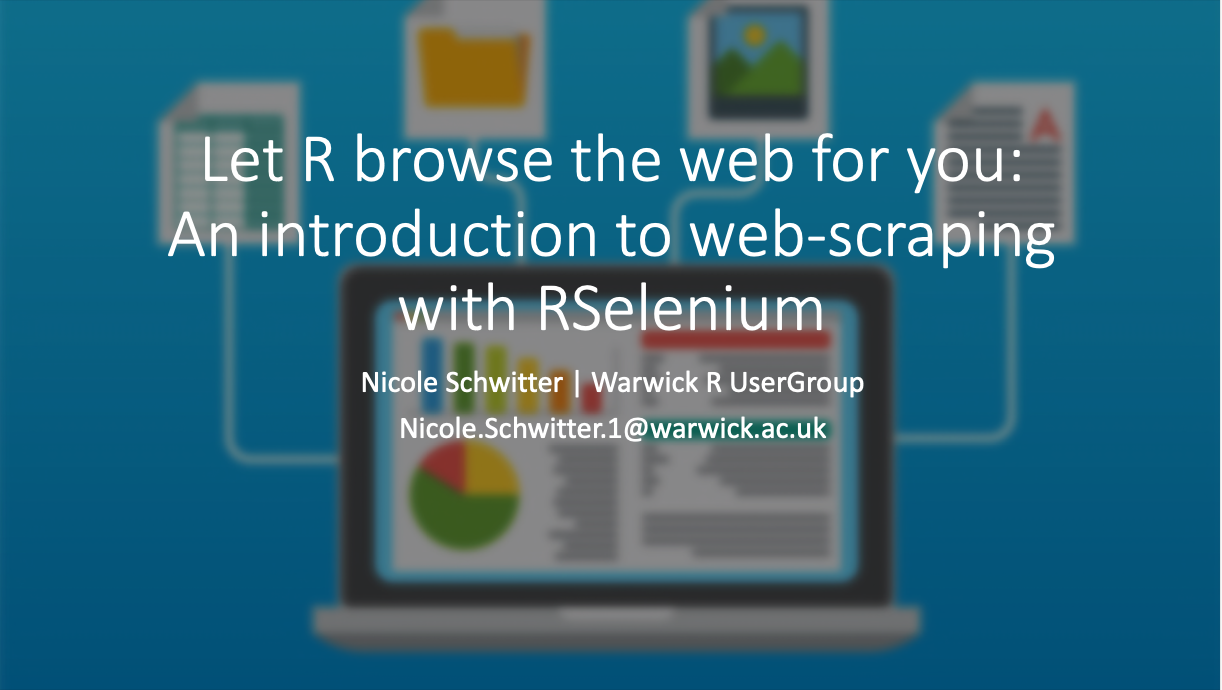 Let R browse the web for you:
An introduction to web-scraping
with RSelenium
Nicole Schwitter | Warwick R UserGroup
Nicole.Schwitter.1@warwick.ac.uk
A